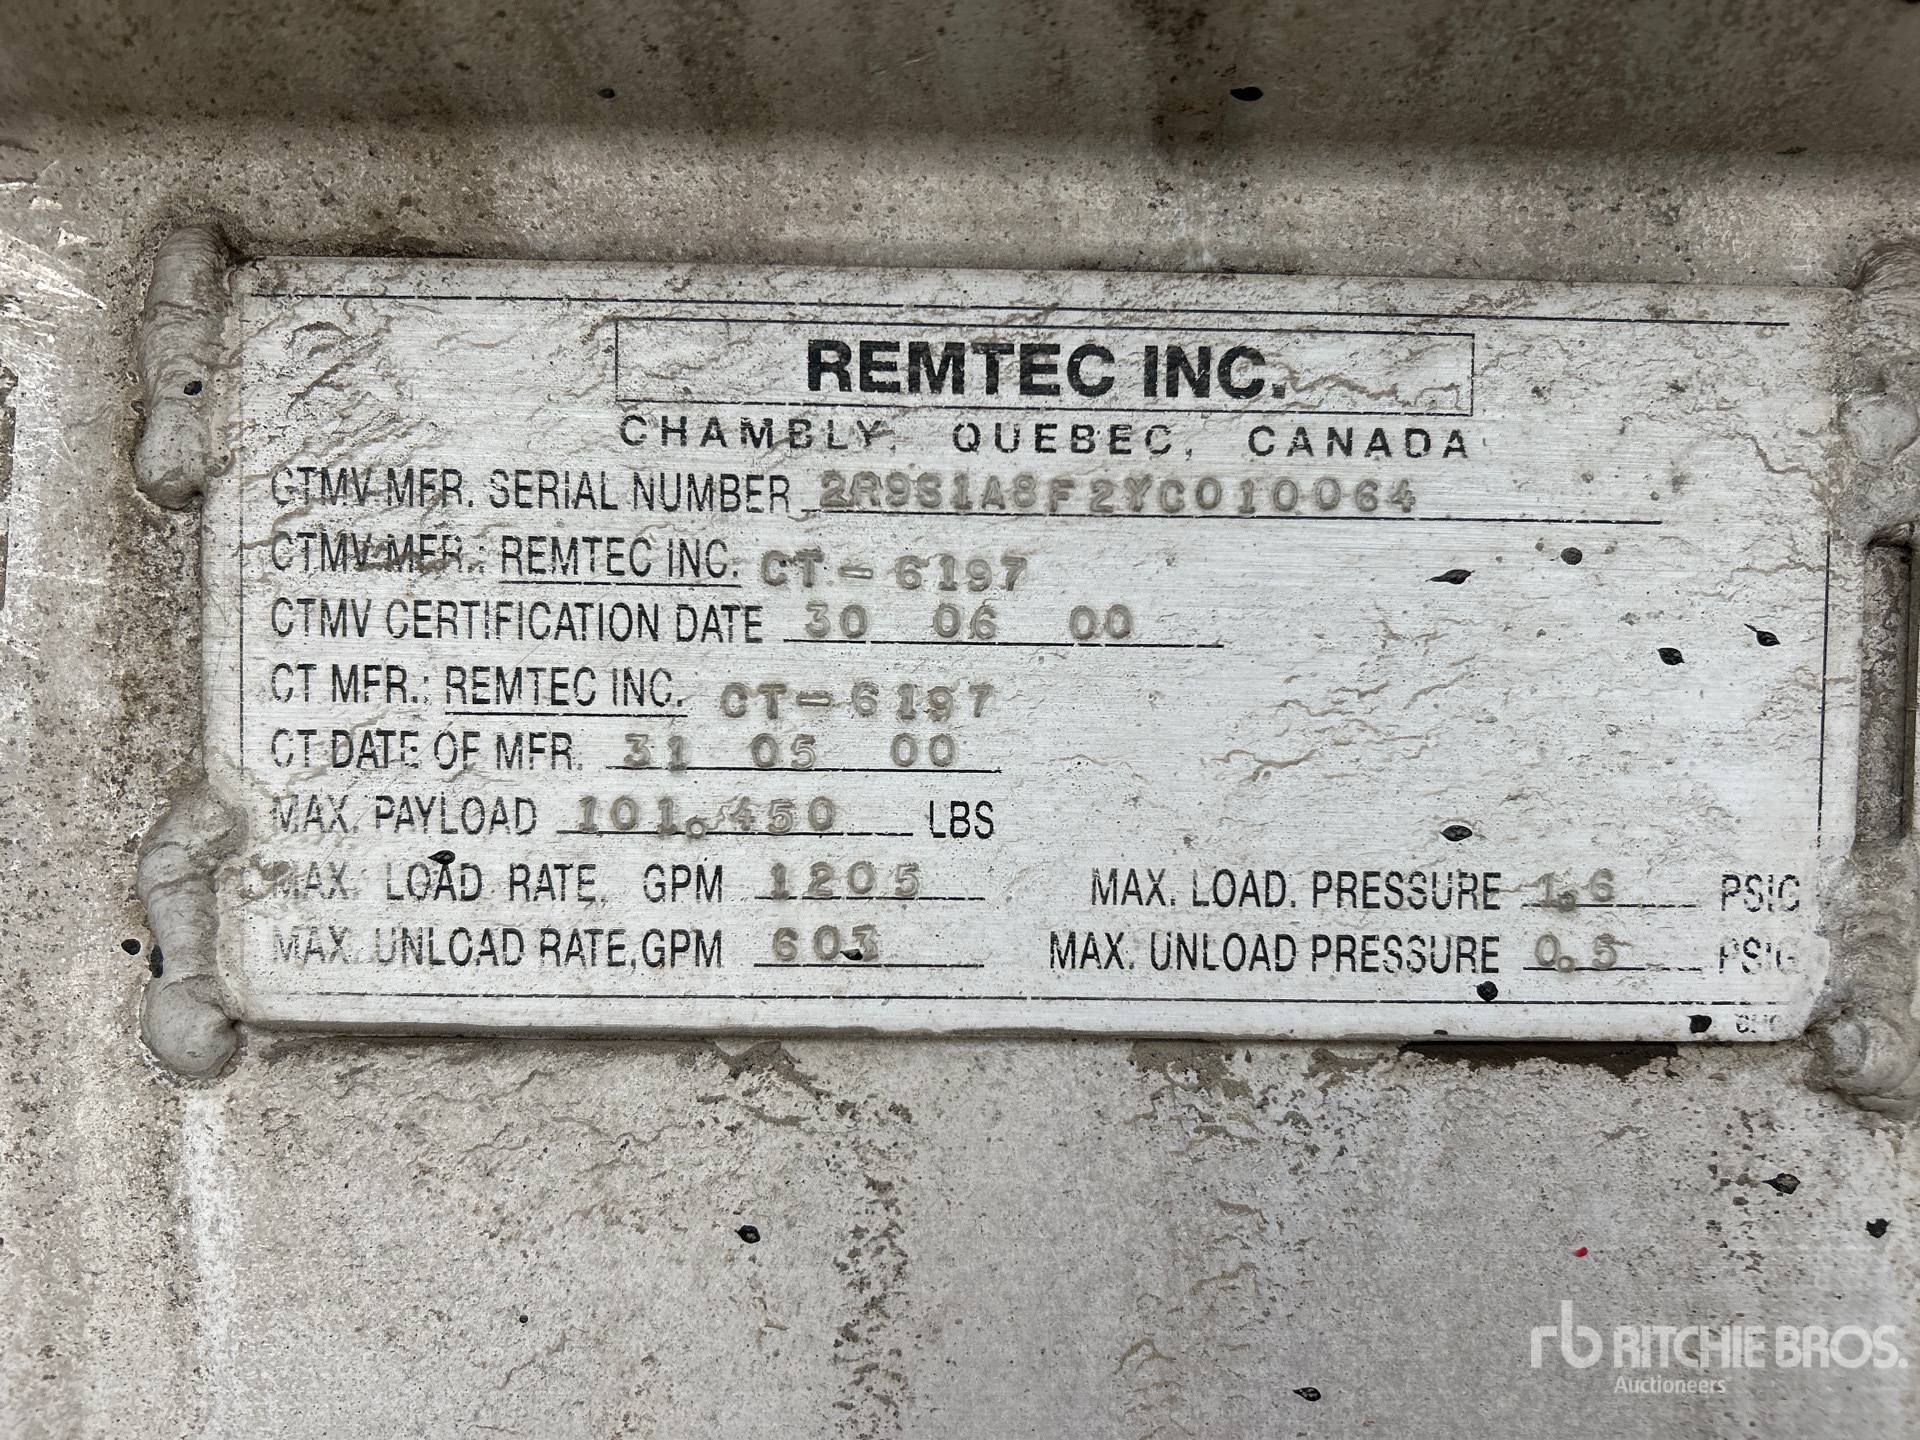 REMTEC INC.
CHAMBLY, QUEBEC, CANADA
CTMV MFR. SERIAL NUMBER 2R9S1A8F2YC010064
CTMV MFR.: REMTEC INC. CT-6197
CTMV CERTIFICATION DATE 30 06 00
CT MFR.: REMTEC INC. CT-6197
CT DATE OF MFR. 31 05 00
MAX. PAYLOAD 101.450 LBS
MAX. LOAD RATE, GPM 1205 MAX. LOAD. PRESSURE 1.6 PSIG
MAX. UNLOAD RATE, GPM 603 MAX. UNLOAD PRESSURE 0.5 PSIG
rb RITCHIE BROS.
Auctioneers